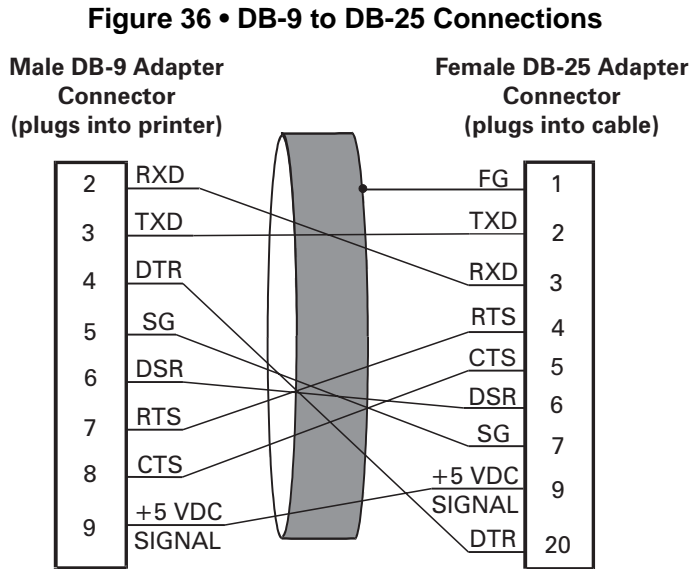 Figure 36 • DB-9 to DB-25 Connections
Male DB-9 Adapter
Connector
(plugs into printer)
Female DB-25 Adapter
Connector
(plugs into cable)
2 RXD
3 TXD
4 DTR
5 SG
6 DSR
7 RTS
8 CTS
9 +5 VDC
SIGNAL
FG 1
TXD 2
RXD 3
RTS 4
CTS 5
DSR 6
SG 7
+5 VDC 9
SIGNAL
DTR 20